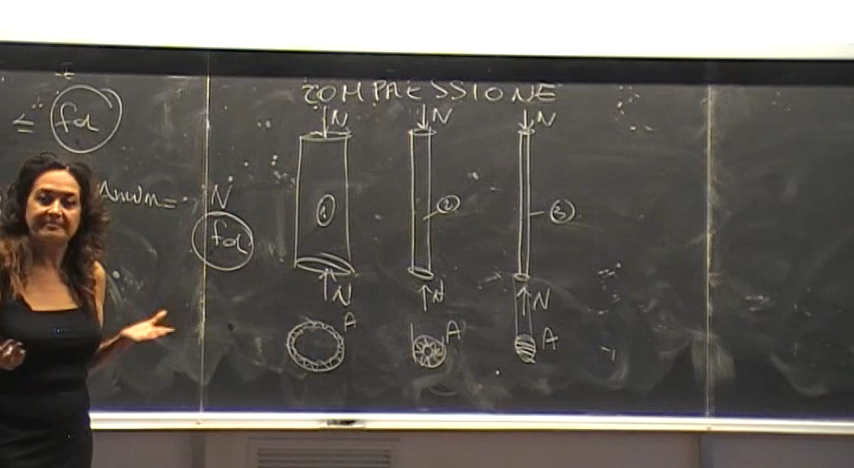 COMPRESSIONE
≤ fd
Amin = N
fd
N N N
1 2 3
N N N
A A A